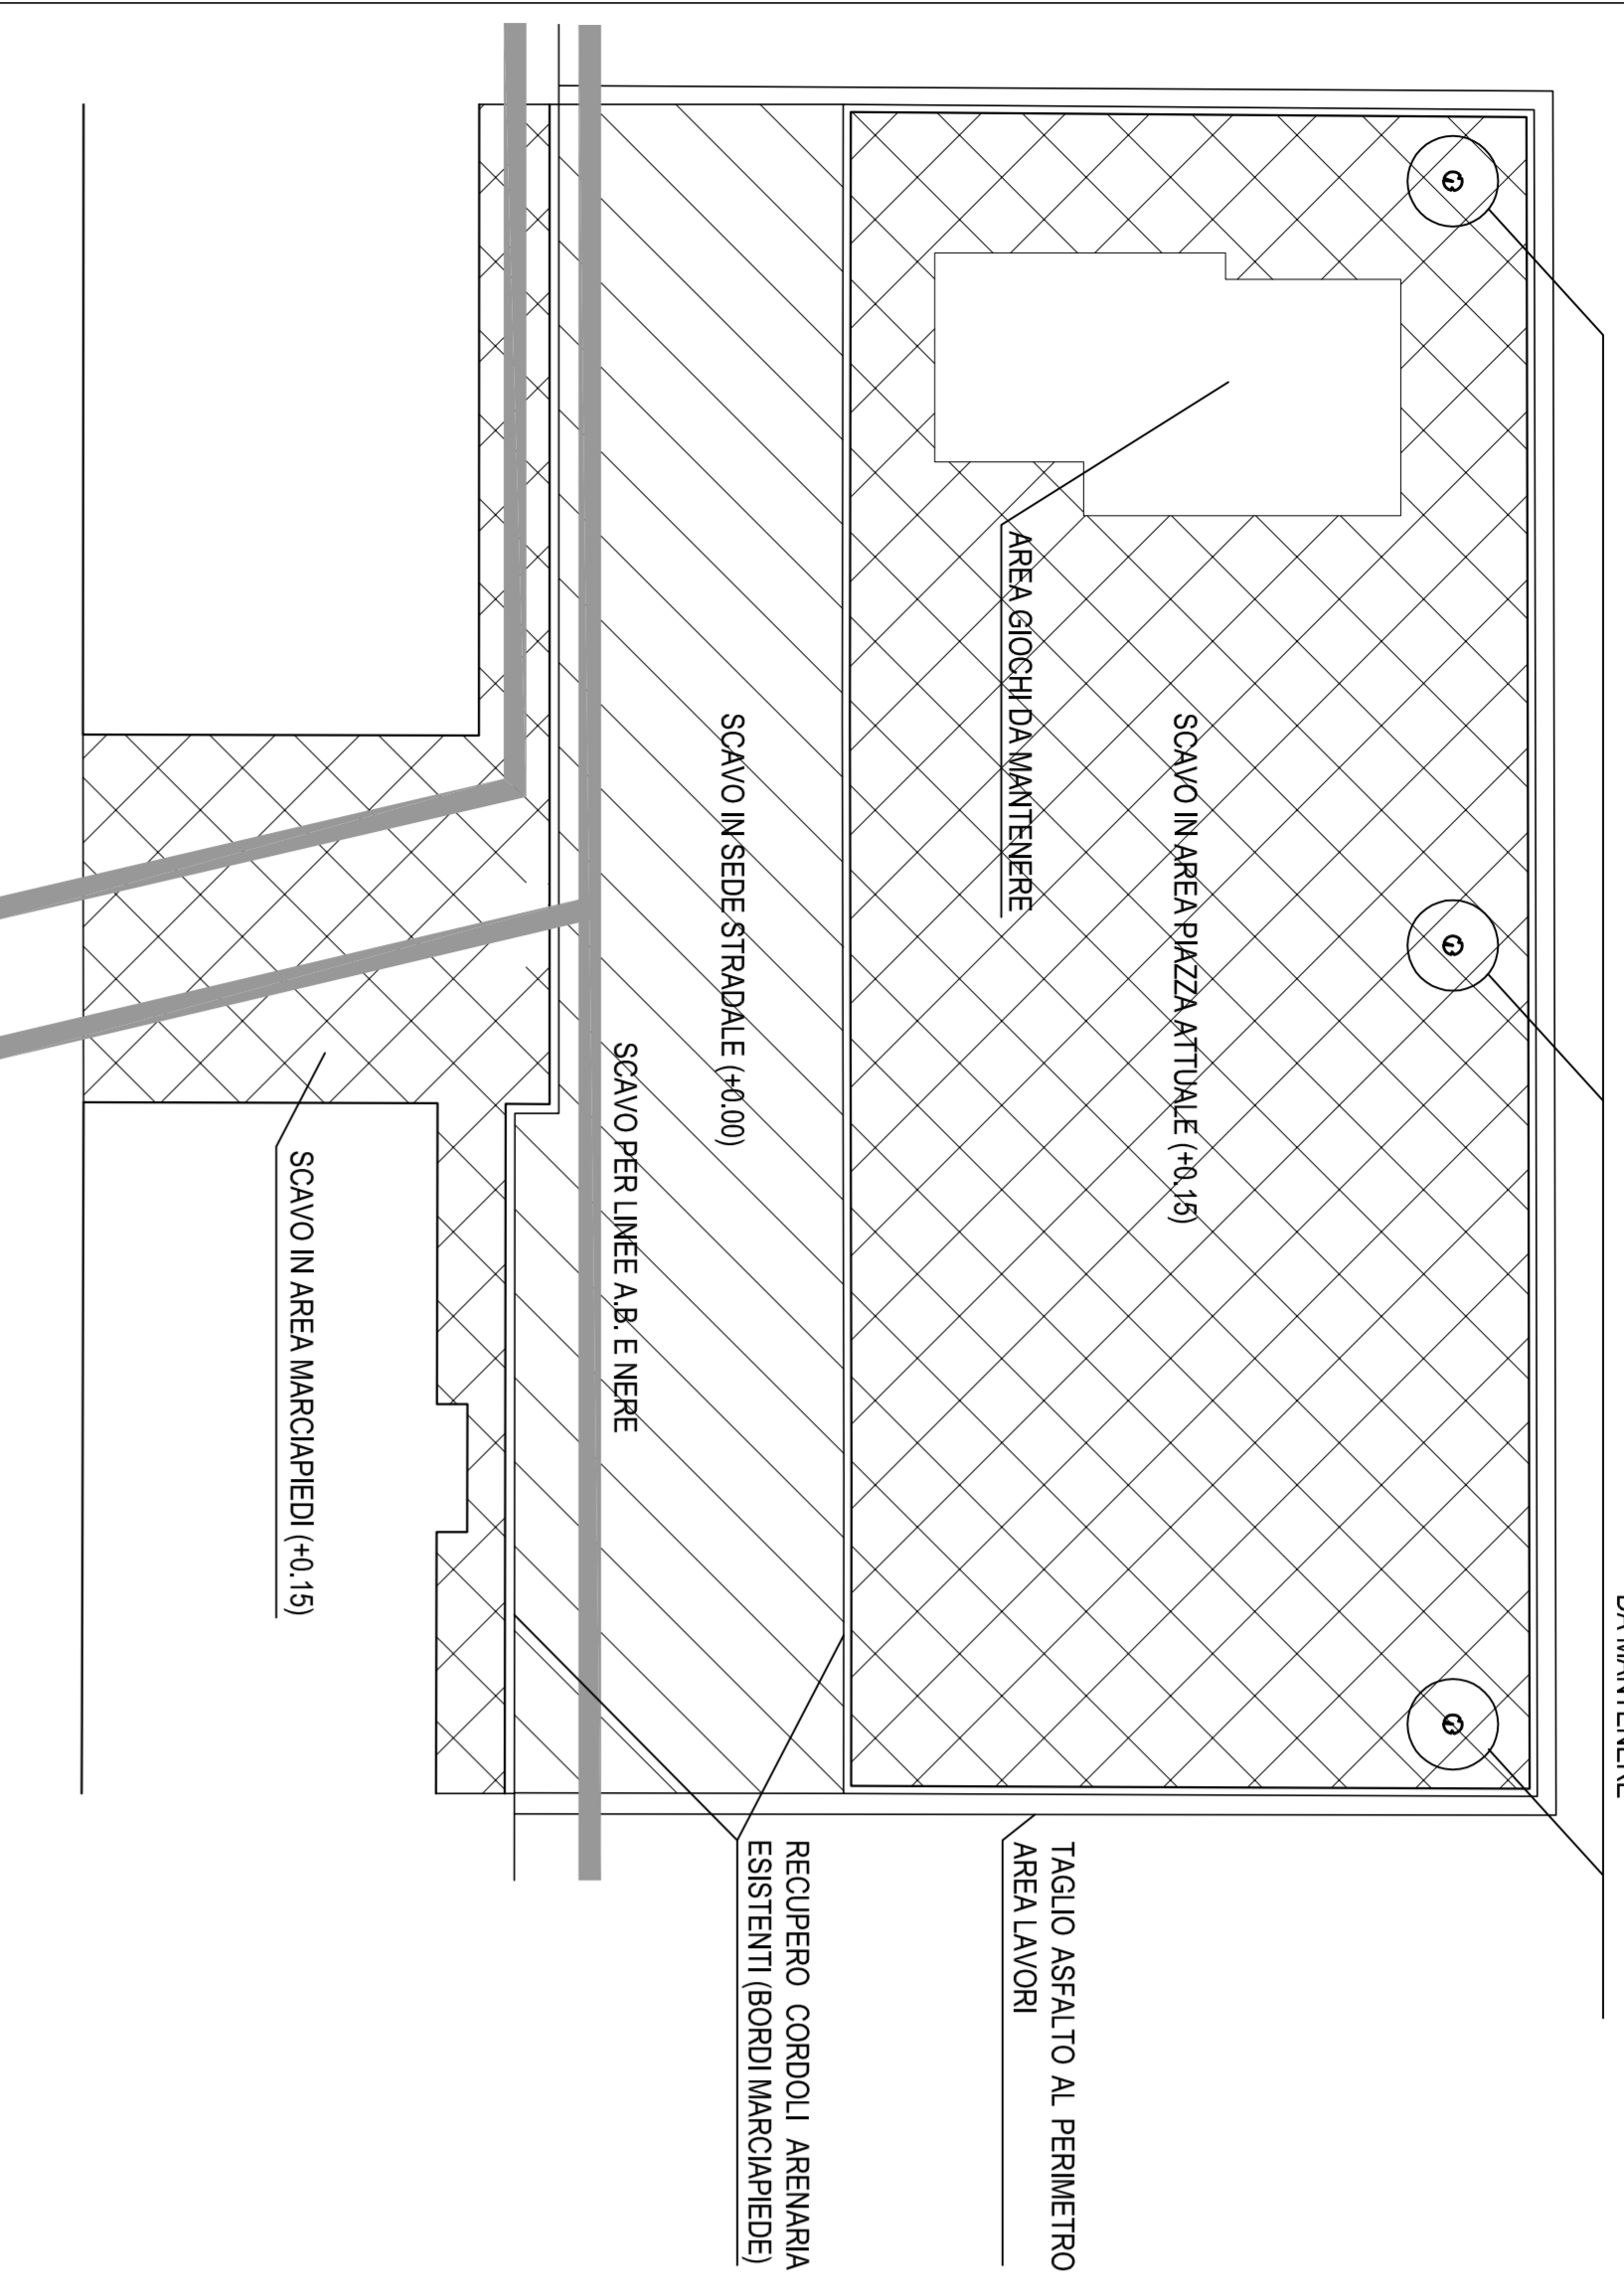 DA MANTENERE
SCAVO IN AREA PIAZZA ATTUALE (+0.15)
AREA GIOCHI DA MANTENERE
TAGLIO ASFALTO AL PERIMETRO
AREA LAVORI
SCAVO IN SEDE STRADALE (+0.00)
RECUPERO CORDOLI ARENARIA
ESISTENTI (BORDI MARCIAPIEDE)
SCAVO PER LINEE A.B. E NERE
SCAVO IN AREA MARCIAPIEDI (+0.15)